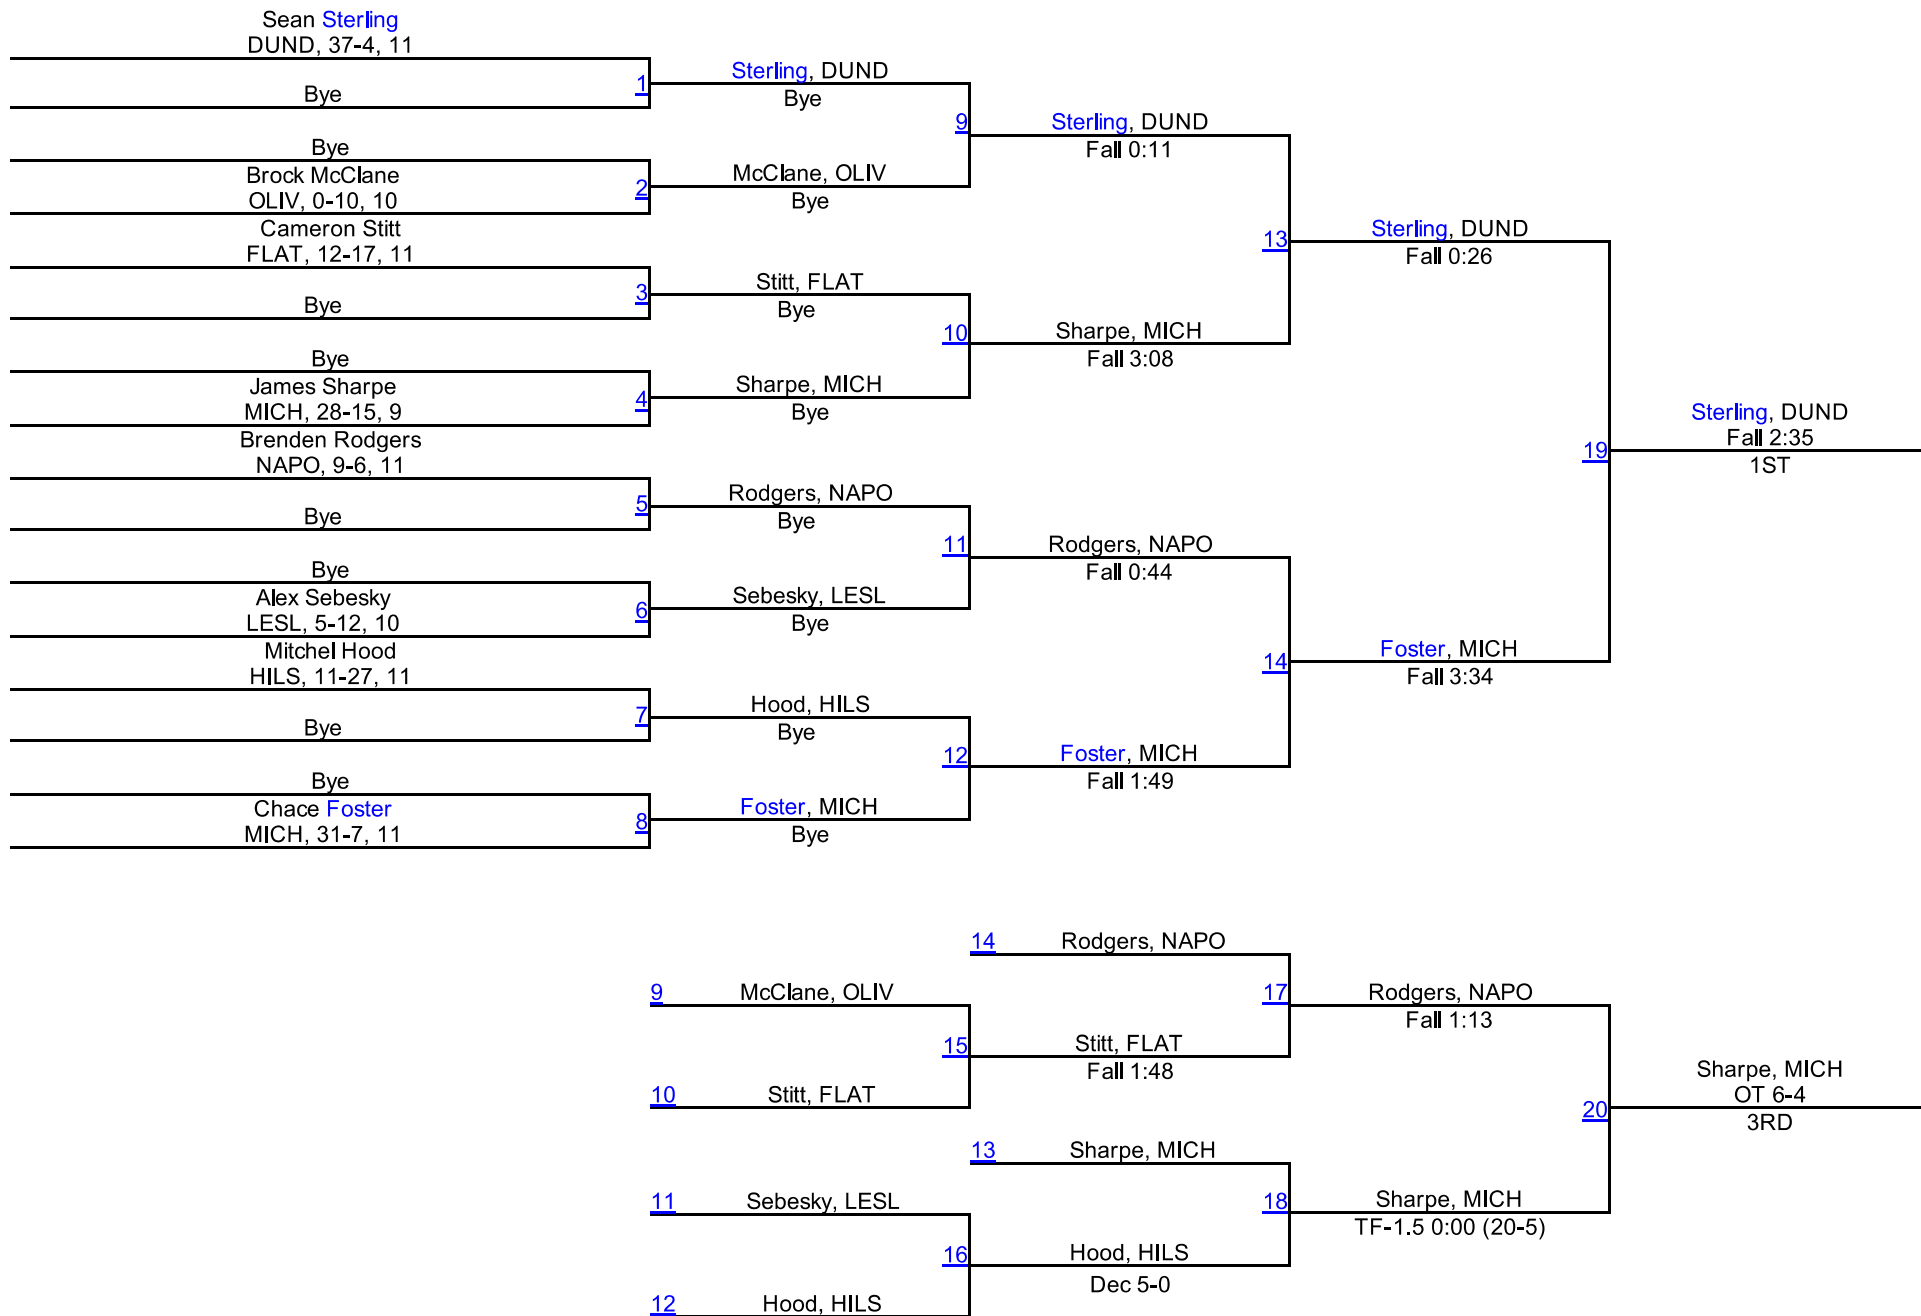 Sean Sterling
DUND, 37-4, 11
Bye
1
Sterling, DUND
Bye
Bye
Brock McClane
OLIV, 0-10, 10
2
McClane, OLIV
Bye
9
Sterling, DUND
Fall 0:11
Cameron Stitt
FLAT, 12-17, 11
Bye
3
Stitt, FLAT
Bye
Bye
James Sharpe
MICH, 28-15, 9
4
Sharpe, MICH
Bye
10
Sharpe, MICH
Fall 3:08
13
Sterling, DUND
Fall 0:26
Brenden Rodgers
NAPO, 9-6, 11
Bye
5
Rodgers, NAPO
Bye
Bye
Alex Sebesky
LESL, 5-12, 10
6
Sebesky, LESL
Bye
11
Rodgers, NAPO
Fall 0:44
Mitchel Hood
HILS, 11-27, 11
Bye
7
Hood, HILS
Bye
Bye
Chace Foster
MICH, 31-7, 11
8
Foster, MICH
Bye
12
Foster, MICH
Fall 1:49
14
Foster, MICH
Fall 3:34
19
Sterling, DUND
Fall 2:35
1ST
14
Rodgers, NAPO
9
McClane, OLIV
10
Stitt, FLAT
15
Stitt, FLAT
Fall 1:48
17
Rodgers, NAPO
Fall 1:13
13
Sharpe, MICH
11
Sebesky, LESL
12
Hood, HILS
16
Hood, HILS
Dec 5-0
18
Sharpe, MICH
TF-1.5 0:00 (20-5)
20
Sharpe, MICH
OT 6-4
3RD